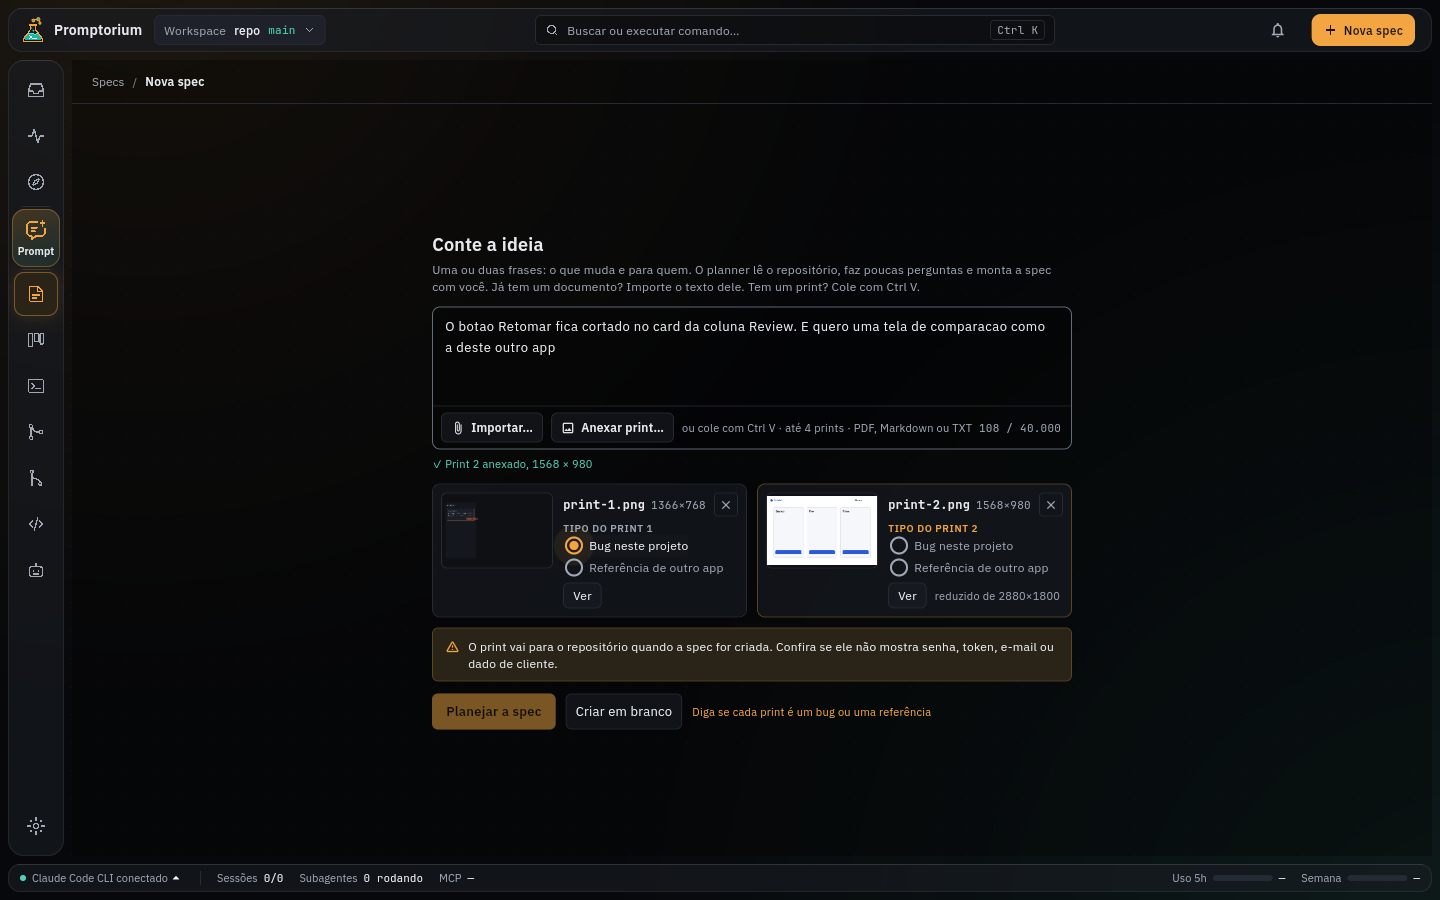 Promptorium
Workspace repo main
Buscar ou executar comando...
Ctrl K
Nova spec
Specs / Nova spec
Prompt
Conte a ideia
Uma ou duas frases: o que muda e para quem. O planner lê o repositório, faz poucas perguntas e monta a spec
com você. Já tem um documento? Importe o texto dele. Tem um print? Cole com Ctrl V.
O botao Retomar fica cortado no card da coluna Review. E quero uma tela de comparacao como
a deste outro app
Importar...
Anexar print...
ou cole com Ctrl V · até 4 prints · PDF, Markdown ou TXT
108 / 40.000
✓ Print 2 anexado, 1568 × 980
print-1.png 1366×768
TIPO DO PRINT 1
Bug neste projeto
Referência de outro app
Ver
print-2.png 1568×980
TIPO DO PRINT 2
Bug neste projeto
Referência de outro app
Ver
reduzido de 2880×1800
O print vai para o repositório quando a spec for criada. Confira se ele não mostra senha, token, e-mail ou
dado de cliente.
Planejar a spec
Criar em branco
Diga se cada print é um bug ou uma referência
Claude Code CLI conectado
Sessões 0/0
Subagentes 0 rodando
MCP —
Uso 5h —
Semana —